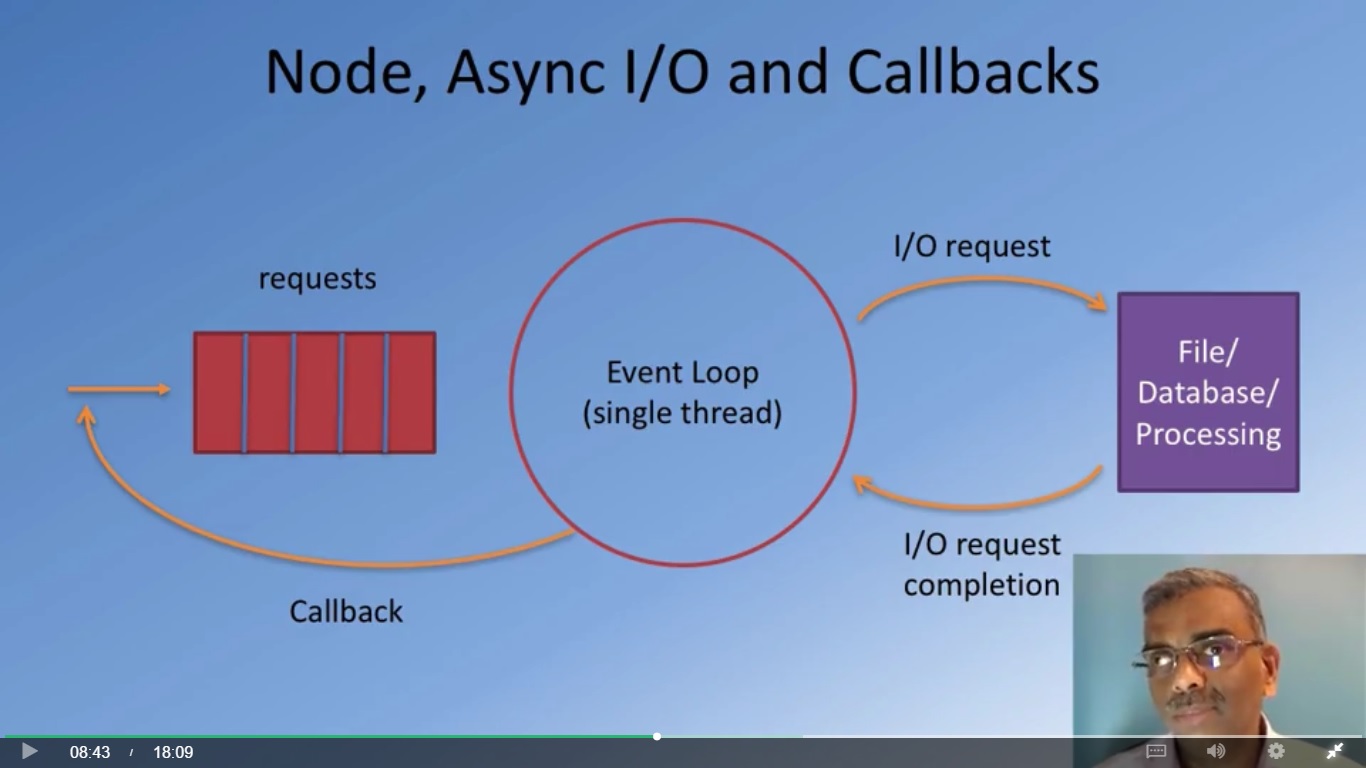 Node, Async I/O and Callbacks
requests
Event Loop
(single thread)
I/O request
File/
Database/
Processing
I/O request
completion
Callback
08:43 / 18:09